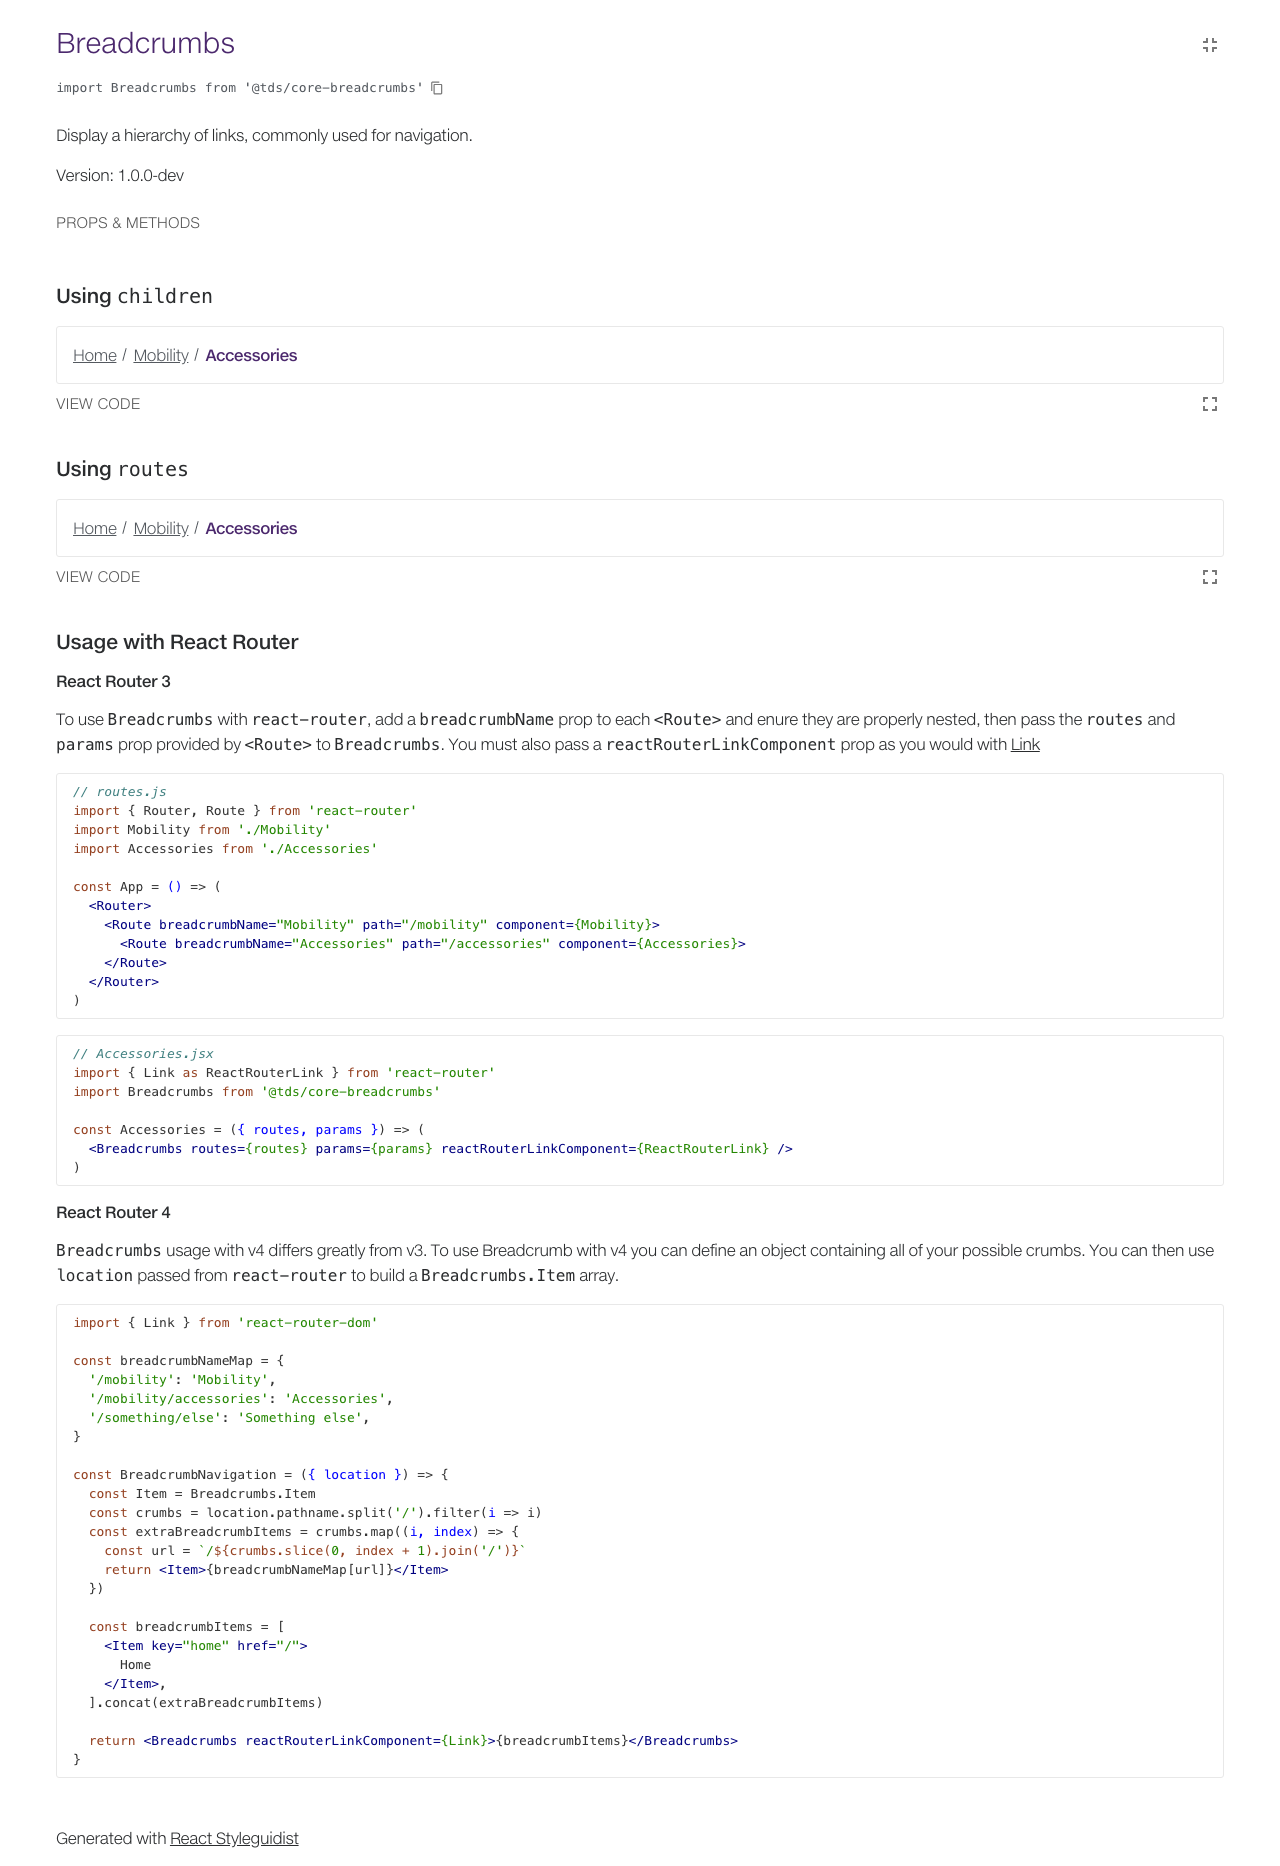 Breadcrumbs
import Breadcrumbs from '@tds/core-breadcrumbs'
Display a hierarchy of links, commonly used for navigation.
Version: 1.0.0-dev
PROPS & METHODS
Using children
Home / Mobility / Accessories
VIEW CODE
Using routes
Home / Mobility / Accessories
VIEW CODE
Usage with React Router
React Router 3
To use Breadcrumbs with react-router, add a breadcrumbName prop to each <Route> and enure they are properly nested, then pass the routes and
params prop provided by <Route> to Breadcrumbs. You must also pass a reactRouterLinkComponent prop as you would with Link
// routes.js
import { Router, Route } from 'react-router'
import Mobility from './Mobility'
import Accessories from './Accessories'
const App = () => (
  <Router>
    <Route breadcrumbName="Mobility" path="/mobility" component={Mobility}>
      <Route breadcrumbName="Accessories" path="/accessories" component={Accessories}>
    </Route>
  </Router>
)
// Accessories.jsx
import { Link as ReactRouterLink } from 'react-router'
import Breadcrumbs from '@tds/core-breadcrumbs'
const Accessories = ({ routes, params }) => (
  <Breadcrumbs routes={routes} params={params} reactRouterLinkComponent={ReactRouterLink} />
)
React Router 4
Breadcrumbs usage with v4 differs greatly from v3. To use Breadcrumb with v4 you can define an object containing all of your possible crumbs. You can then use
location passed from react-router to build a Breadcrumbs.Item array.
import { Link } from 'react-router-dom'
const breadcrumbNameMap = {
  '/mobility': 'Mobility',
  '/mobility/accessories': 'Accessories',
  '/something/else': 'Something else',
}
const BreadcrumbNavigation = ({ location }) => {
  const Item = Breadcrumbs.Item
  const crumbs = location.pathname.split('/').filter(i => i)
  const extraBreadcrumbItems = crumbs.map((i, index) => {
    const url = `/${crumbs.slice(0, index + 1).join('/')}`
    return <Item>{breadcrumbNameMap[url]}</Item>
  })
  const breadcrumbItems = [
    <Item key="home" href="/">
      Home
    </Item>,
  ].concat(extraBreadcrumbItems)
  return <Breadcrumbs reactRouterLinkComponent={Link}>{breadcrumbItems}</Breadcrumbs>
}
Generated with React Styleguidist